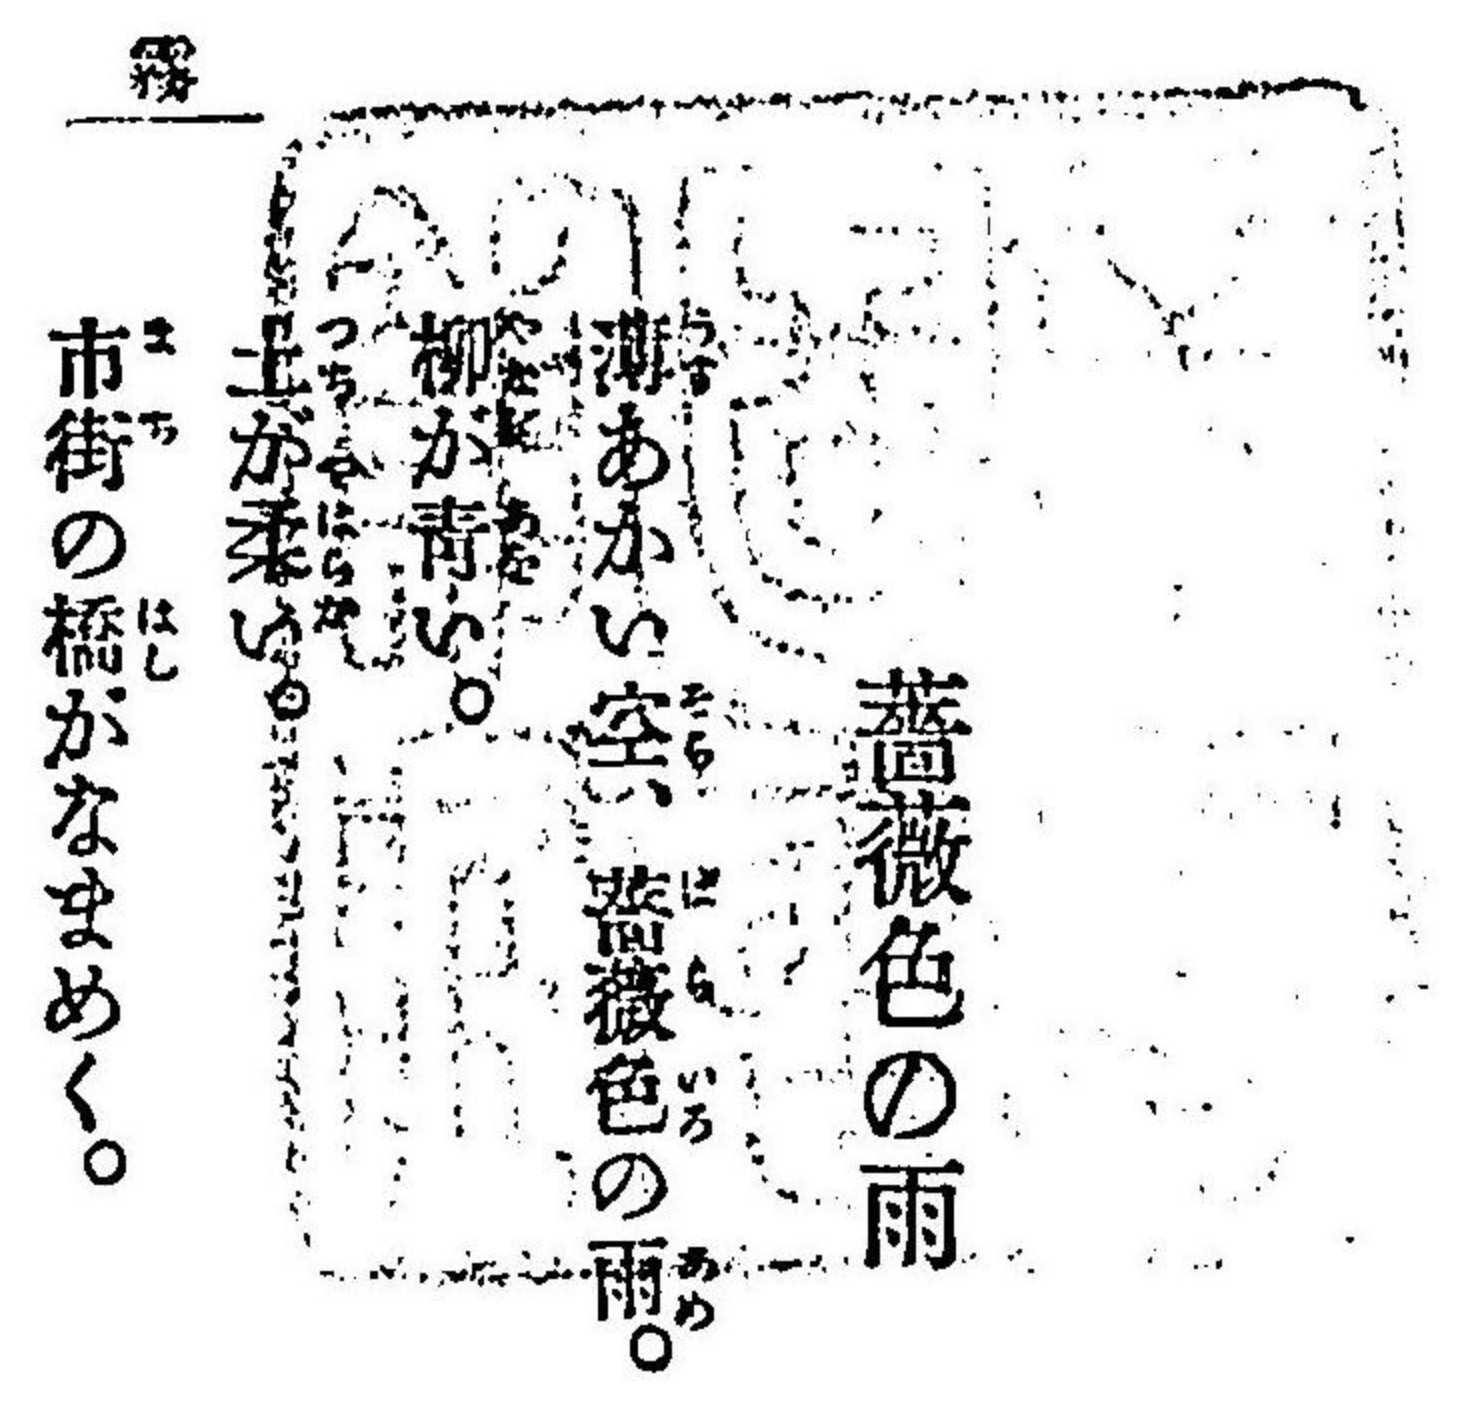 霧
薔薇色の雨
薄あかい空、薔薇色の雨。
柳が青い。
土が柔い。
市街の橋がなまめく。